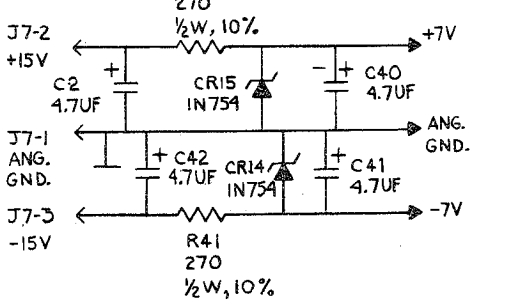 270
½W, 10%
J7-2
+15V
+7V
+
C2
4.7UF
CR15
1N754
- +
C40
4.7UF
J7-1
ANG.
GND.
ANG.
GND.
+
C42
4.7UF
CR14
1N754
+
C41
4.7UF
J7-3
-15V
-7V
R41
270
½W, 10%